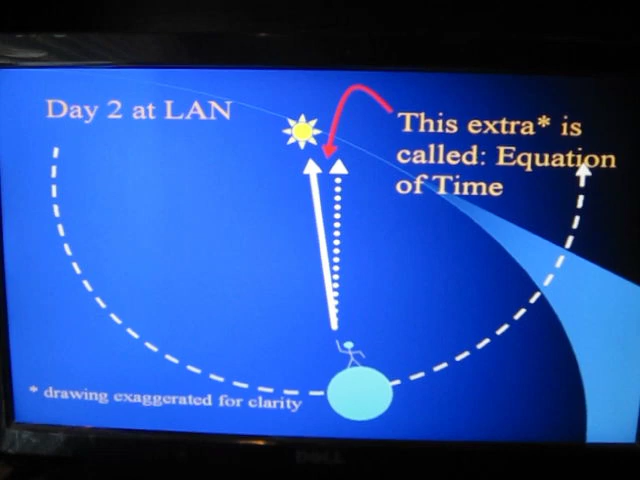 Day 2 at LAN
This extra* is
called: Equation
of Time
* drawing exaggerated for clarity
DELL